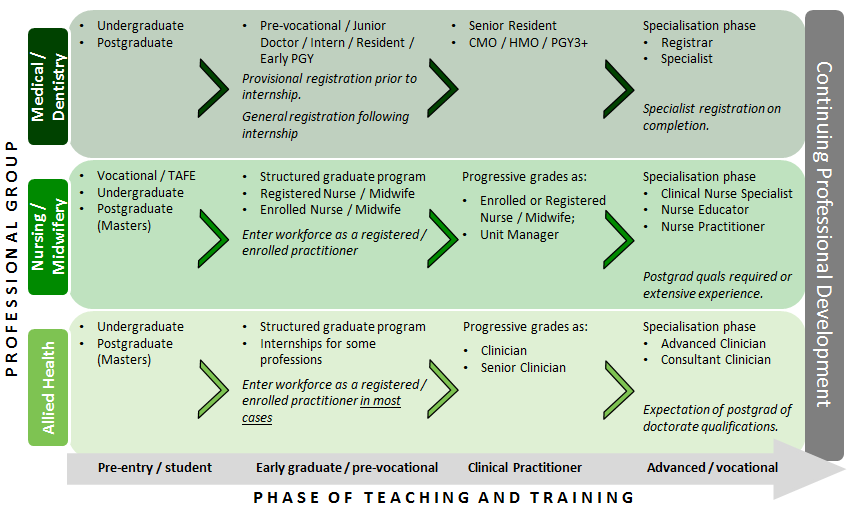 PROFESSIONAL GROUP
Medical /
Dentistry
• Undergraduate
• Postgraduate
• Pre-vocational / Junior
Doctor / Intern / Resident /
Early PGY
Provisional registration prior to
internship.
General registration following
internship
• Senior Resident
• CMO / HMO / PGY3+
Specialisation phase
• Registrar
• Specialist
Specialist registration on
completion.
Nursing /
Midwifery
• Vocational / TAFE
• Undergraduate
• Postgraduate
(Masters)
• Structured graduate program
• Registered Nurse / Midwife
• Enrolled Nurse / Midwife
Enter workforce as a registered /
enrolled practitioner
Progressive grades as:
• Enrolled or Registered
Nurse / Midwife;
• Unit Manager
Specialisation phase
• Clinical Nurse Specialist
• Nurse Educator
• Nurse Practitioner
Postgrad quals required or
extensive experience.
Allied Health
• Undergraduate
• Postgraduate
(Masters)
• Structured graduate program
• Internships for some
professions
Enter workforce as a registered /
enrolled practitioner in most
cases
Progressive grades as:
• Clinician
• Senior Clinician
Specialisation phase
• Advanced Clinician
• Consultant Clinician
Expectation of postgrad of
doctorate qualifications.
Continuing Professional Development
Pre-entry / student
Early graduate / pre-vocational
Clinical Practitioner
Advanced / vocational
PHASE OF TEACHING AND TRAINING